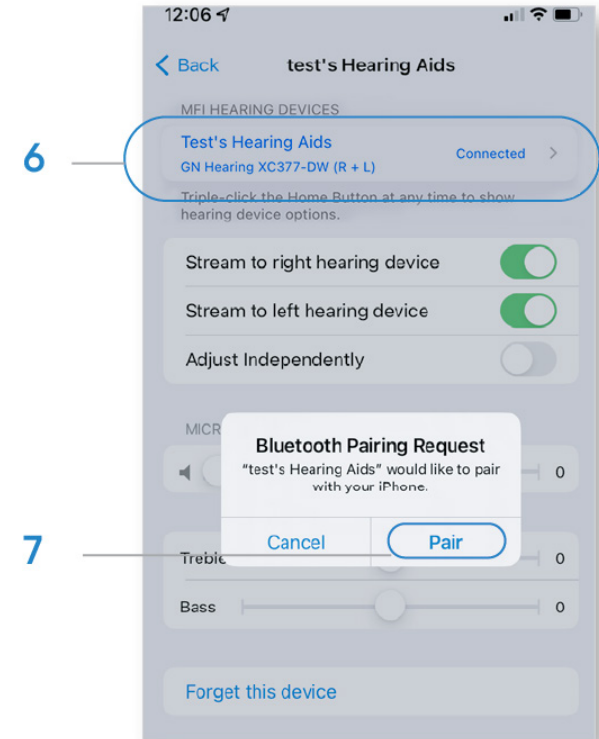 12:06
Back test's Hearing Aids
MFI HEARING DEVICES
6
Test's Hearing Aids
GN Hearing XC377-DW (R + L)
Connected
Triple-click the Home Button at any time to show
hearing device options.
Stream to right hearing device
Stream to left hearing device
Adjust Independently
MICR
0
Bluetooth Pairing Request
"test's Hearing Aids" would like to pair
with your iPhone.
Cancel Pair
7
Treble
0
Bass 0
Forget this device